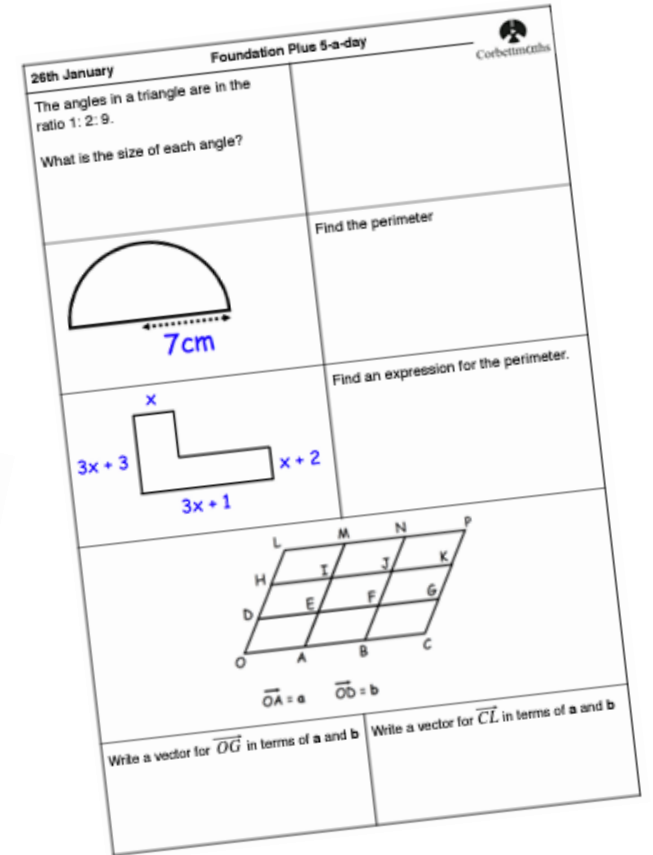 26th January
Foundation Plus 5-a-day
Corbettmαths
The angles in a triangle are in the
ratio 1: 2: 9.
What is the size of each angle?
Find the perimeter
7cm
Find an expression for the perimeter.
x
3x + 3
x + 2
3x + 1
L M N P
H I J K
D E F G
O A B C
OA = a OD = b
Write a vector for OG in terms of a and b
Write a vector for CL in terms of a and b